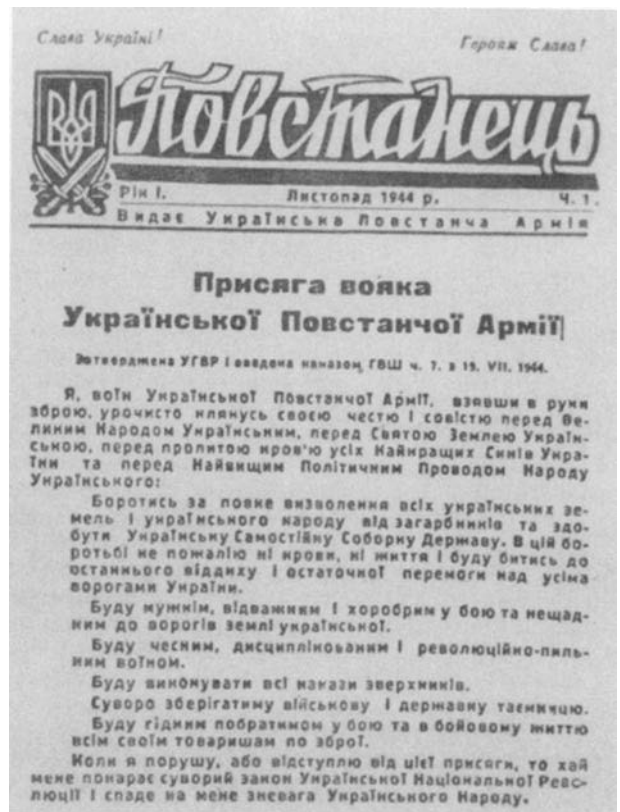 Слава Україні!
Героям Слава!
Повстанець
Рік І. Листопад 1944 р. Ч. 1.
Видає Українська Повстанча Армія
Присяга вояка
Української Повстанчої Армії
Затверджена УГВР і введена наказом ГВШ ч. 7. з 19. VII. 1944.
Я, воїн Української Повстанчої Армії, взявши в руки
зброю, урочисто клянусь своєю честю і совістю перед Ве-
ликим Народом Українським, перед Святою Землею Україн-
ською, перед пролитою кров'ю усіх Найкращих Синів Укра-
їни та перед Найвищим Політичним Проводом Народу
Українського:
Боротись за повне визволення всіх українських зе-
мель і українського народу від загарбників та здо-
бути Українську Самостійну Соборну Державу. В цій бо-
ротьбі не пожалію ні крови, ні життя і буду битись до
останнього віддиху і остаточної перемоги над усіма
ворогами України.
Буду мужнім, відважним і хоробрим у бою та нещад-
ним до ворогів землі української.
Буду чесним, дисциплінованим і революційно-пиль-
ним воїном.
Буду виконувати всі накази зверхників.
Суворо зберігатиму військову і державну таємницю.
Буду гідним побратимом у бою та в бойовому життю
всім своїм товаришам по зброї.
Коли я порушу, або відступлю від цієї присяги, то хай
мене покарає суворий закон Української Національної Рево-
люції і спаде на мене зневага Українського Народу.